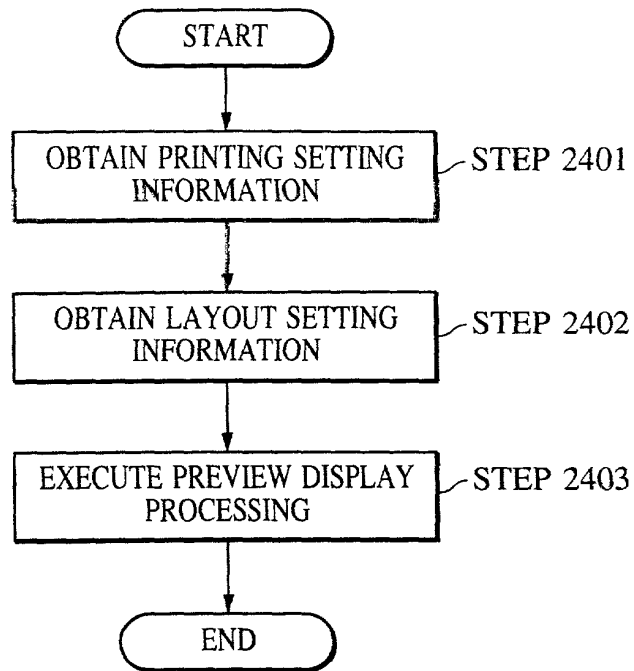 START
OBTAIN PRINTING SETTING
INFORMATION
STEP 2401
OBTAIN LAYOUT SETTING
INFORMATION
STEP 2402
EXECUTE PREVIEW DISPLAY
PROCESSING
STEP 2403
END